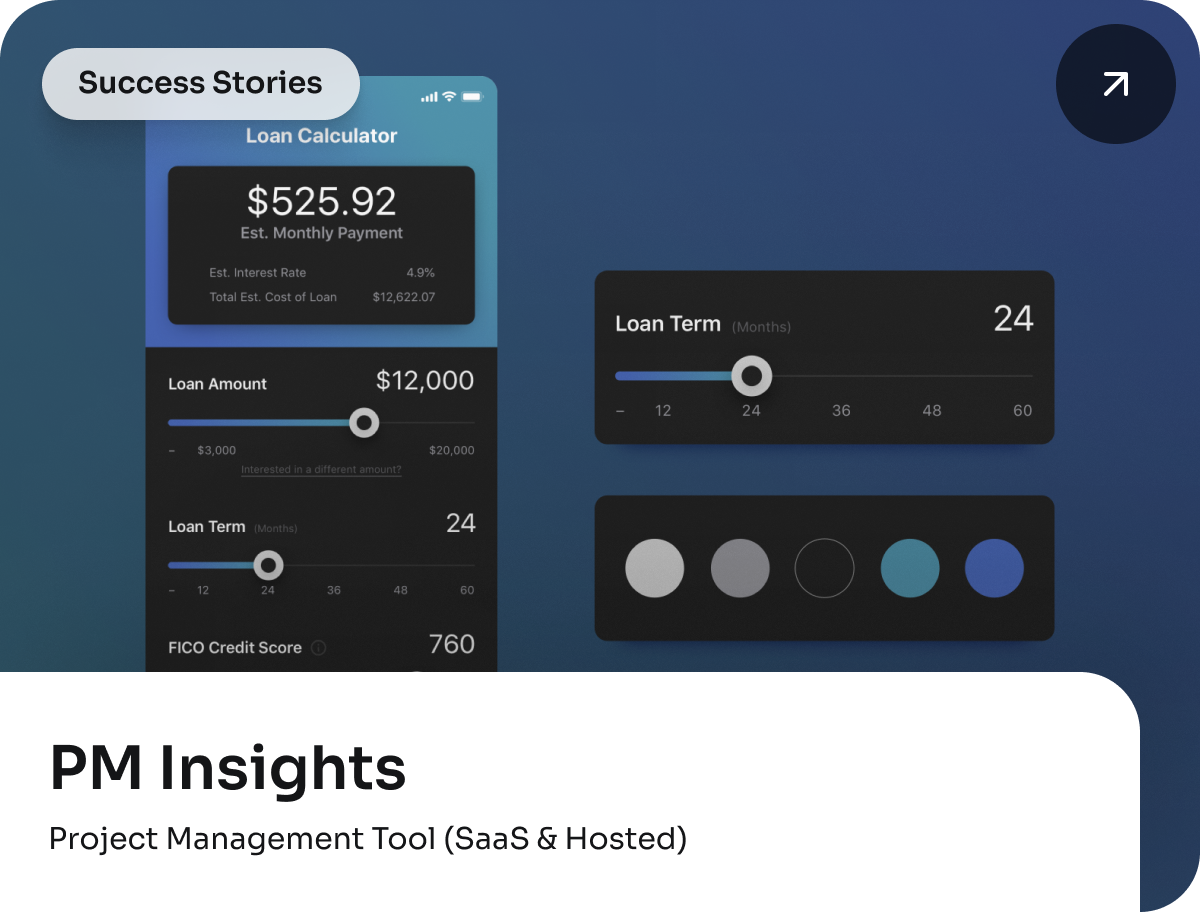 Success Stories
Loan Calculator
$525.92
Est. Monthly Payment
Est. Interest Rate 4.9%
Total Est. Cost of Loan $12,622.07
Loan Amount $12,000
– $3,000 $20,000
Interested in a different amount?
Loan Term (Months) 24
– 12 24 36 48 60
FICO Credit Score 760
Loan Term (Months) 24
– 12 24 36 48 60
PM Insights
Project Management Tool (SaaS & Hosted)